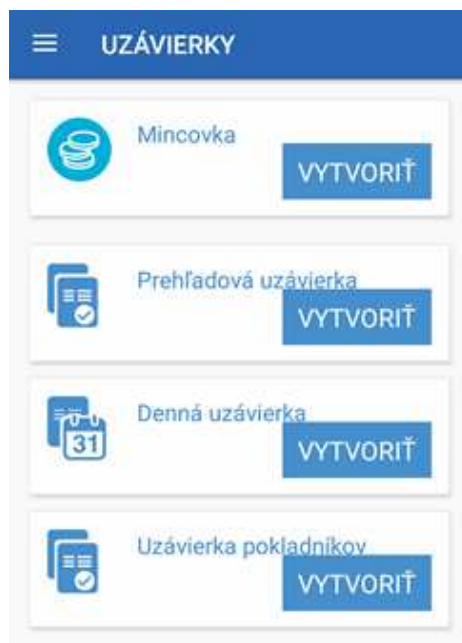 UZÁVIERKY
Mincovka
VYTVORIŤ
Prehľadová uzávierka
VYTVORIŤ
31
Denná uzávierka
VYTVORIŤ
Uzávierka pokladníkov
VYTVORIŤ